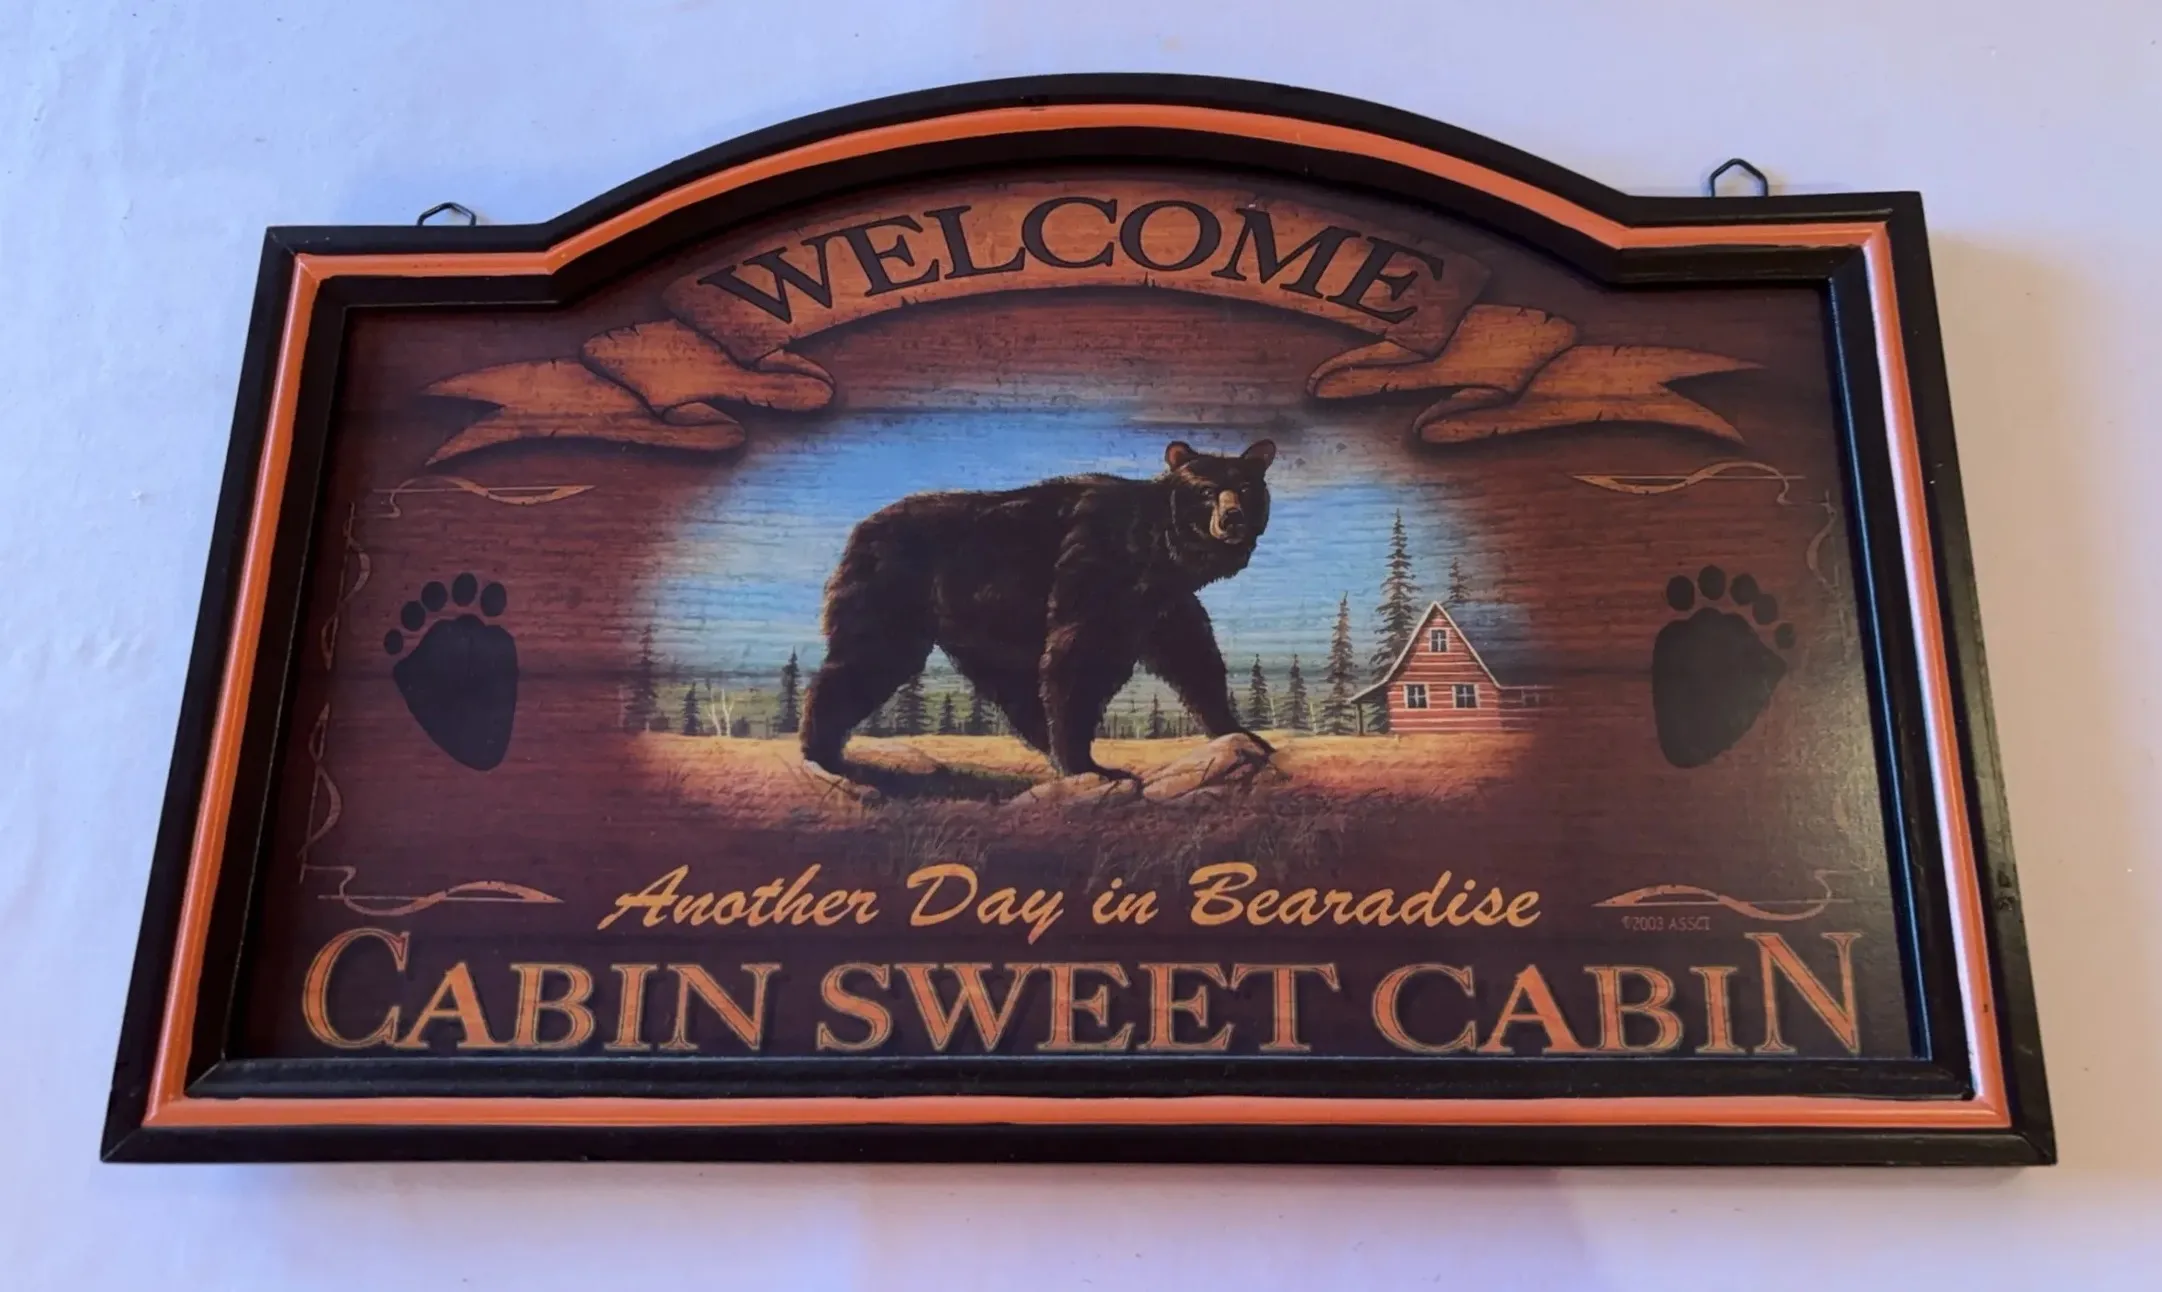 WELCOME
Another Day in Bearadise
©2003 ASSCI
CABIN SWEET CABIN